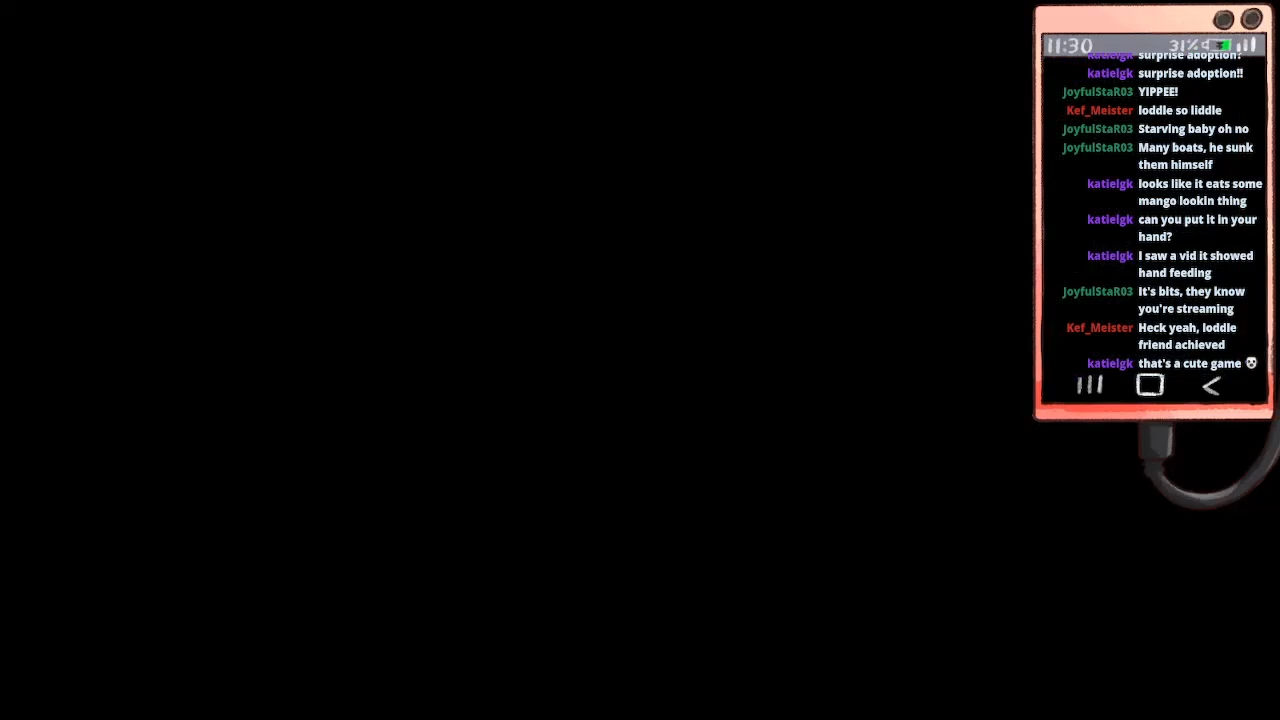 11:30 31%
katielgk surprise adoption?
katielgk surprise adoption!!
JoyfulStaR03 YIPPEE!
Kef_Meister loddle so liddle
JoyfulStaR03 Starving baby oh no
JoyfulStaR03 Many boats, he sunk
them himself
katielgk looks like it eats some
mango lookin thing
katielgk can you put it in your
hand?
katielgk I saw a vid it showed
hand feeding
JoyfulStaR03 It's bits, they know
you're streaming
Kef_Meister Heck yeah, loddle
friend achieved
katielgk that's a cute game